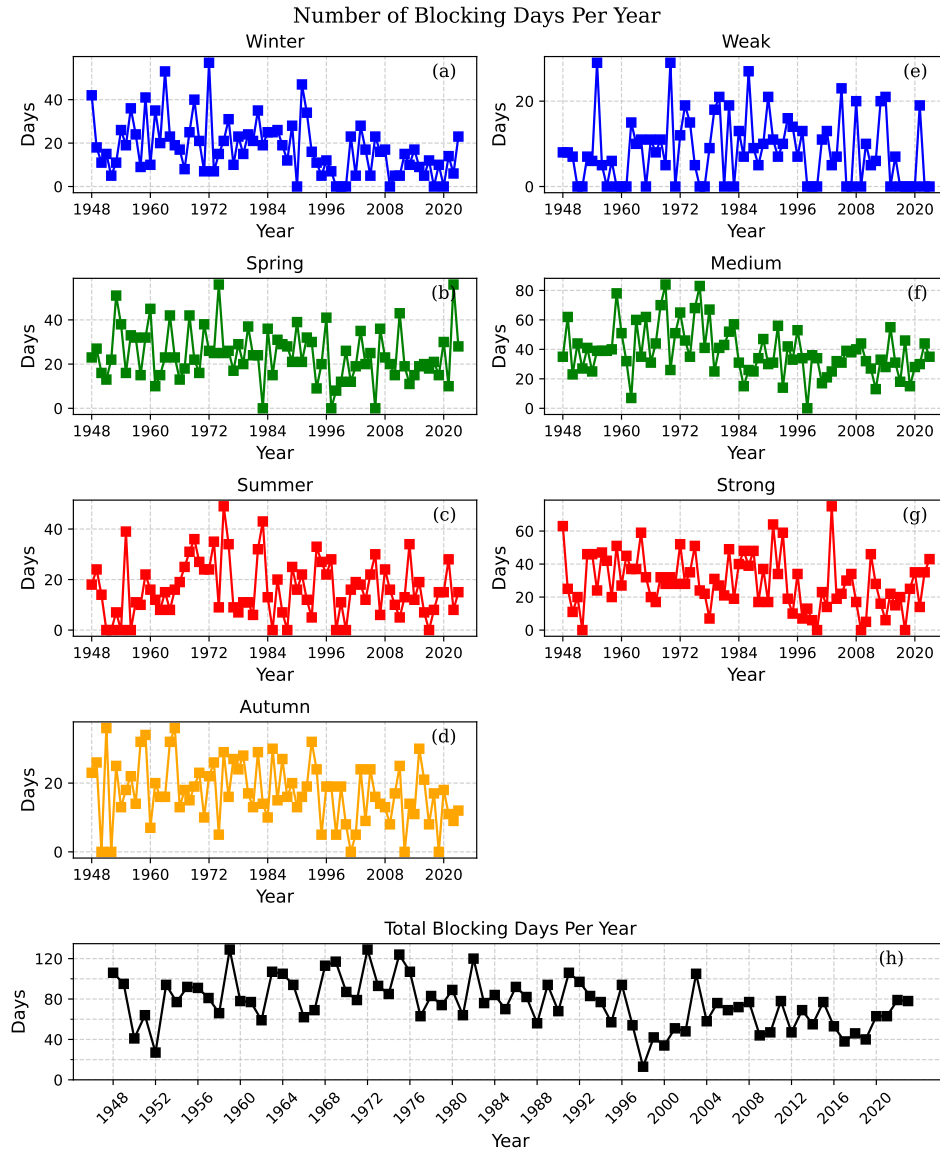 Number of Blocking Days Per Year
Winter
(a)
Days
0
20
40
1948 1960 1972 1984 1996 2008 2020
Year
Weak
(e)
Days
0
20
1948 1960 1972 1984 1996 2008 2020
Year
Spring
(b)
Days
0
20
40
1948 1960 1972 1984 1996 2008 2020
Year
Medium
(f)
Days
0
20
40
60
80
1948 1960 1972 1984 1996 2008 2020
Year
Summer
(c)
Days
0
20
40
1948 1960 1972 1984 1996 2008 2020
Year
Strong
(g)
Days
0
20
40
60
1948 1960 1972 1984 1996 2008 2020
Year
Autumn
(d)
Days
0
20
1948 1960 1972 1984 1996 2008 2020
Year
Total Blocking Days Per Year
(h)
Days
0
40
80
120
1948 1952 1956 1960 1964 1968 1972 1976 1980 1984 1988 1992 1996 2000 2004 2008 2012 2016 2020
Year